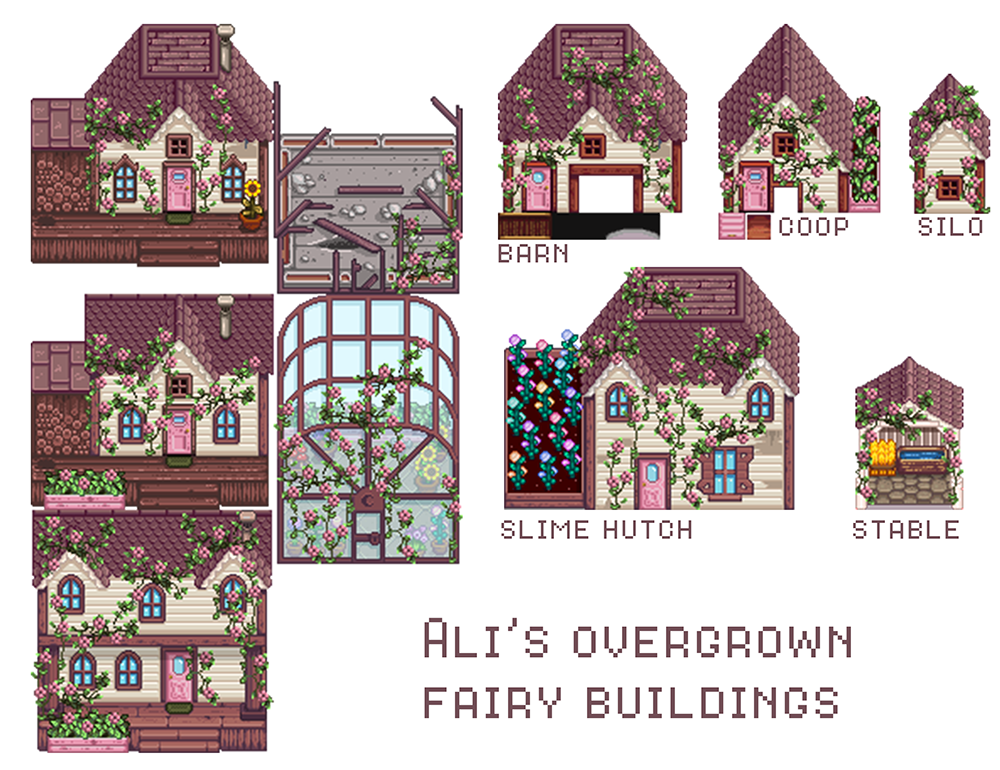 BARN
COOP
SILO
SLIME HUTCH
STABLE
ALI'S OVERGROWN
FAIRY BUILDINGS